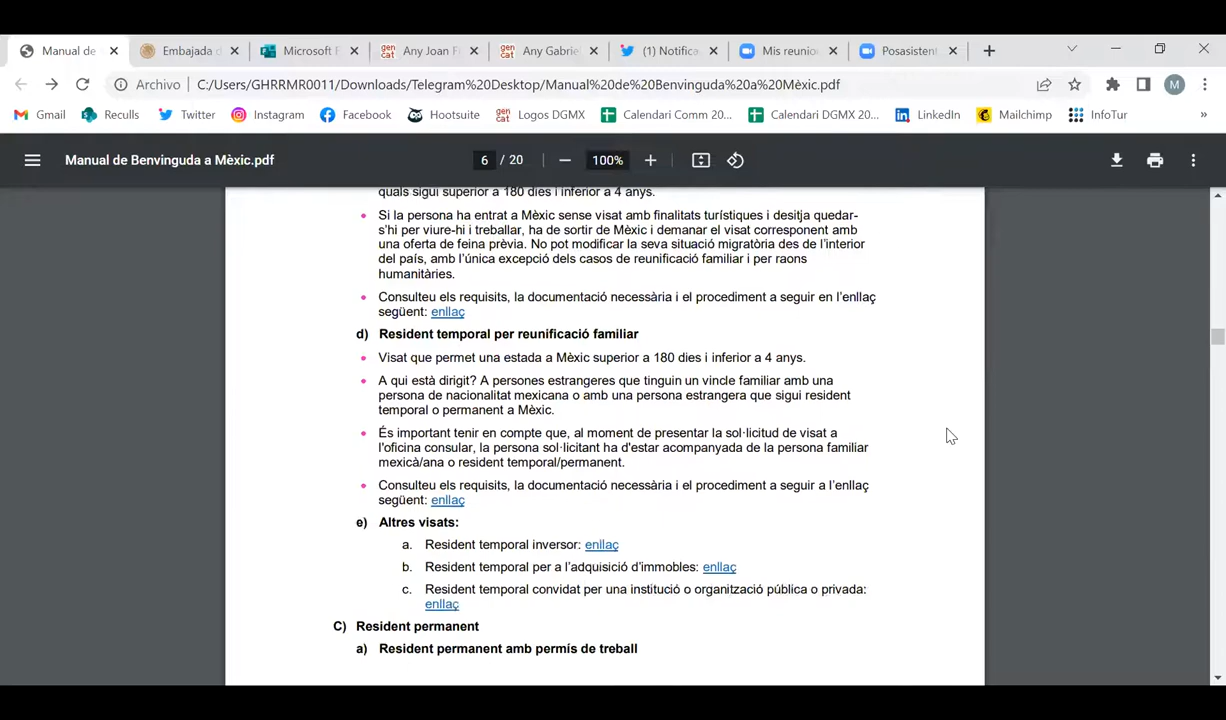 Manual de
Embajada d
Microsoft F
gen cat
Any Joan F
gen cat
Any Gabrie
(1) Notifica
Mis reunio
Posasistent
Archivo
C:/Users/GHRRMR0011/Downloads/Telegram%20Desktop/Manual%20de%20Benvinguda%20a%20Mèxic.pdf
M
Gmail
Reculls
Twitter
Instagram
Facebook
Hootsuite
gen cat
Logos DGMX
Calendari Comm 20...
Calendari DGMX 20...
LinkedIn
Mailchimp
InfoTur
»
Manual de Benvinguda a Mèxic.pdf
6 / 20
100%
quals sigui superior a 180 dies i inferior a 4 anys.
• Si la persona ha entrat a Mèxic sense visat amb finalitats turístiques i desitja quedar-
s'hi per viure-hi i treballar, ha de sortir de Mèxic i demanar el visat corresponent amb
una oferta de feina prèvia. No pot modificar la seva situació migratòria des de l'interior
del país, amb l'única excepció dels casos de reunificació familiar i per raons
humanitàries.
• Consulteu els requisits, la documentació necessària i el procediment a seguir en l'enllaç
següent: enllaç
d) Resident temporal per reunificació familiar
• Visat que permet una estada a Mèxic superior a 180 dies i inferior a 4 anys.
• A qui està dirigit? A persones estrangeres que tinguin un vincle familiar amb una
persona de nacionalitat mexicana o amb una persona estrangera que sigui resident
temporal o permanent a Mèxic.
• És important tenir en compte que, al moment de presentar la sol·licitud de visat a
l'oficina consular, la persona sol·licitant ha d'estar acompanyada de la persona familiar
mexicà/ana o resident temporal/permanent.
• Consulteu els requisits, la documentació necessària i el procediment a seguir a l'enllaç
següent: enllaç
e) Altres visats:
a. Resident temporal inversor: enllaç
b. Resident temporal per a l'adquisició d'immobles: enllaç
c. Resident temporal convidat per una institució o organització pública o privada:
enllaç
C) Resident permanent
a) Resident permanent amb permís de treball